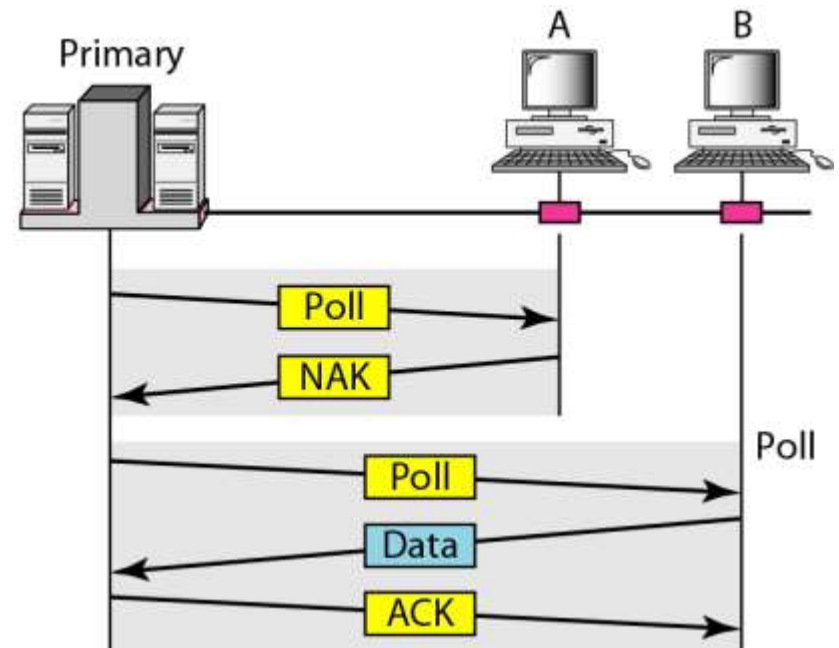 A B
Primary
Poll
NAK
Poll
Poll
Data
ACK